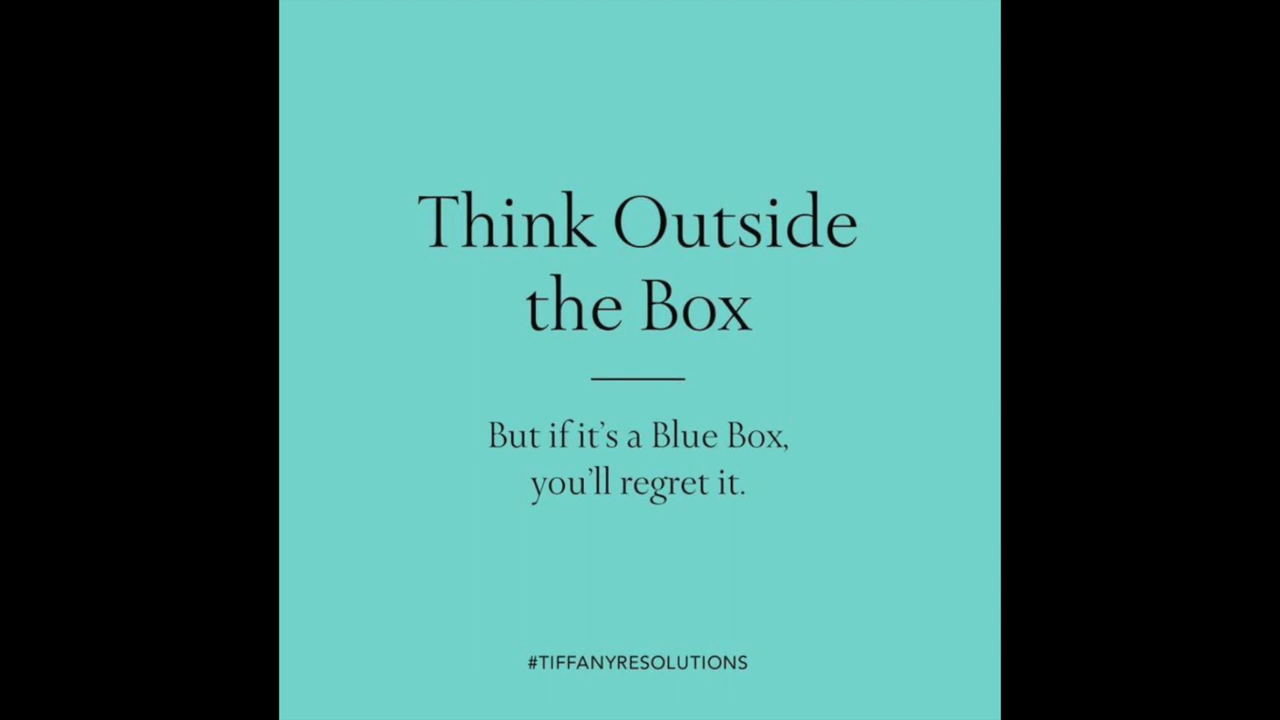 Think Outside
the Box
But if it’s a Blue Box,
you’ll regret it.
#TIFFANYRESOLUTIONS